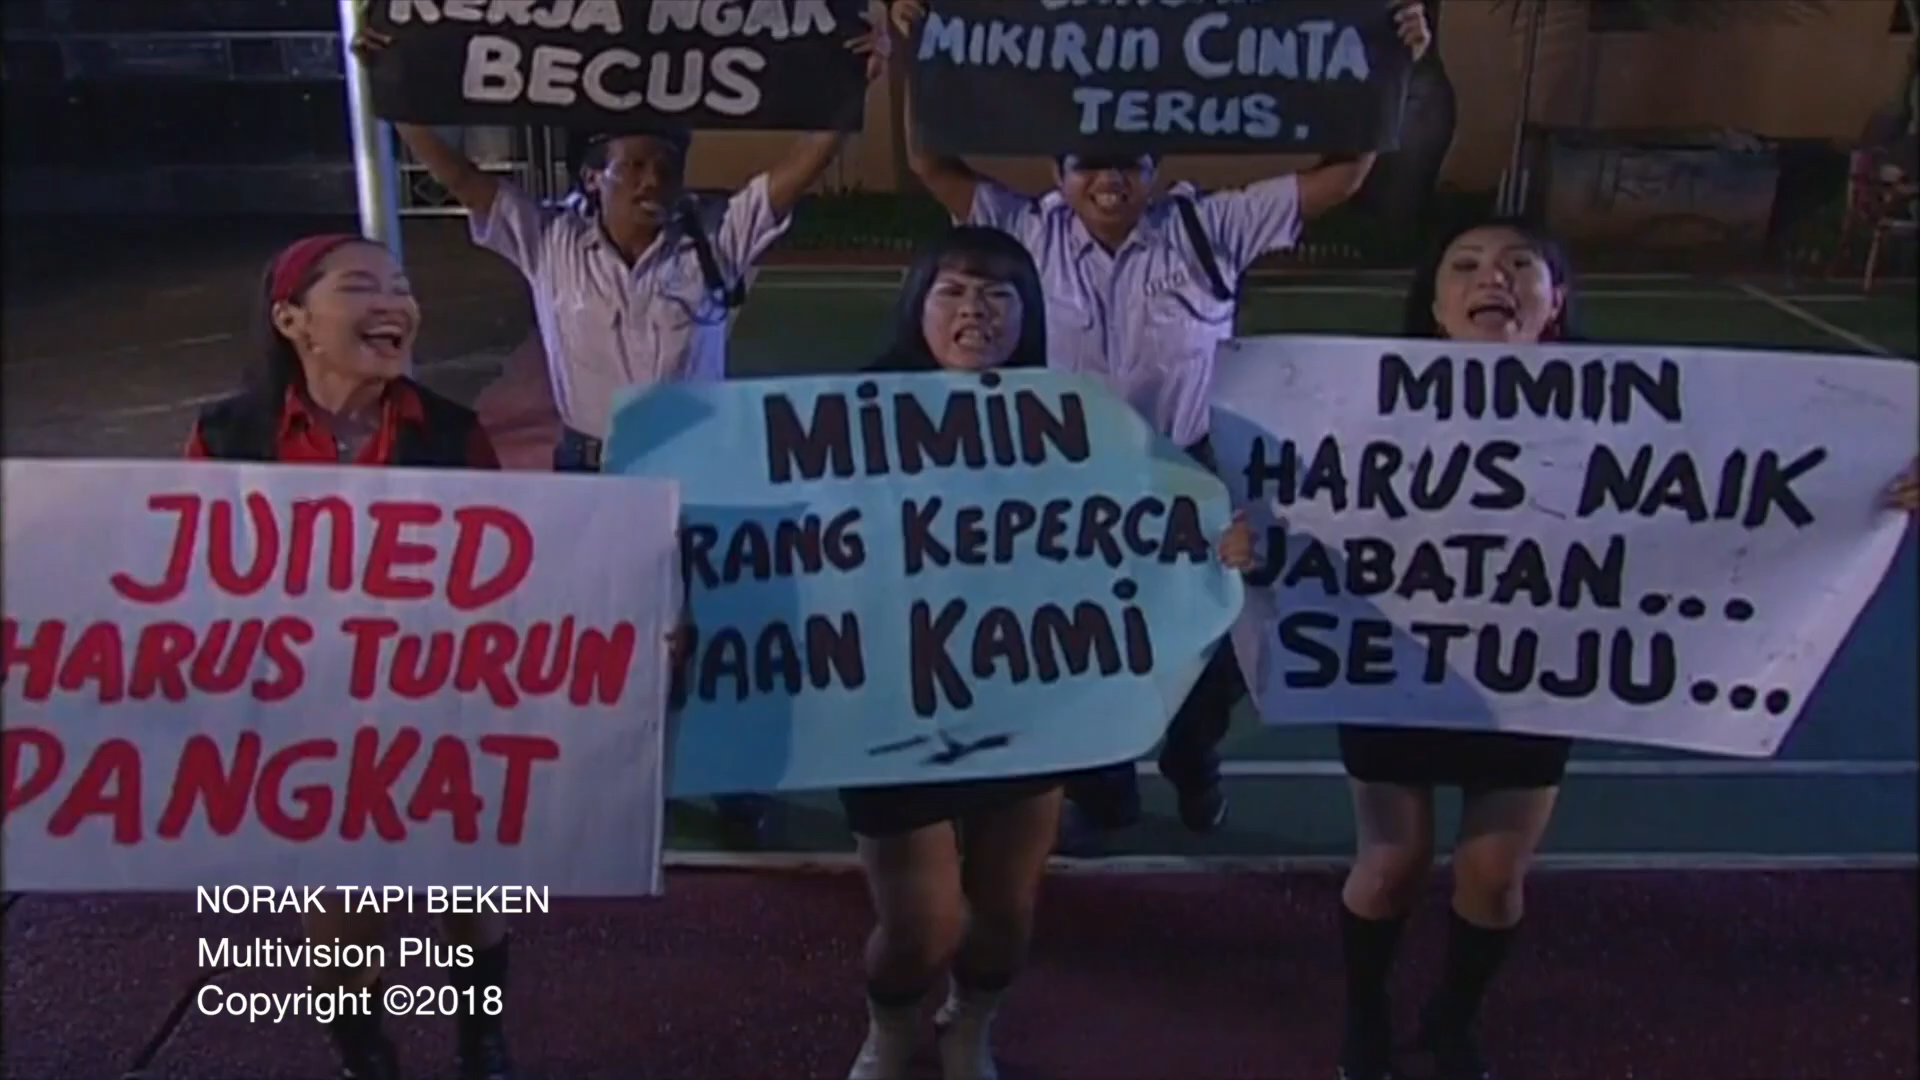 KERJA NGAK
BECUS
MIKIRIN CINTA
TERUS.
JUNED
HARUS TURUN
PANGKAT
MIMIN
RANG KEPERCA
YAAN KAMI
MIMIN
HARUS NAIK
JABATAN...
SETUJU...
NORAK TAPI BEKEN
Multivision Plus
Copyright ©2018